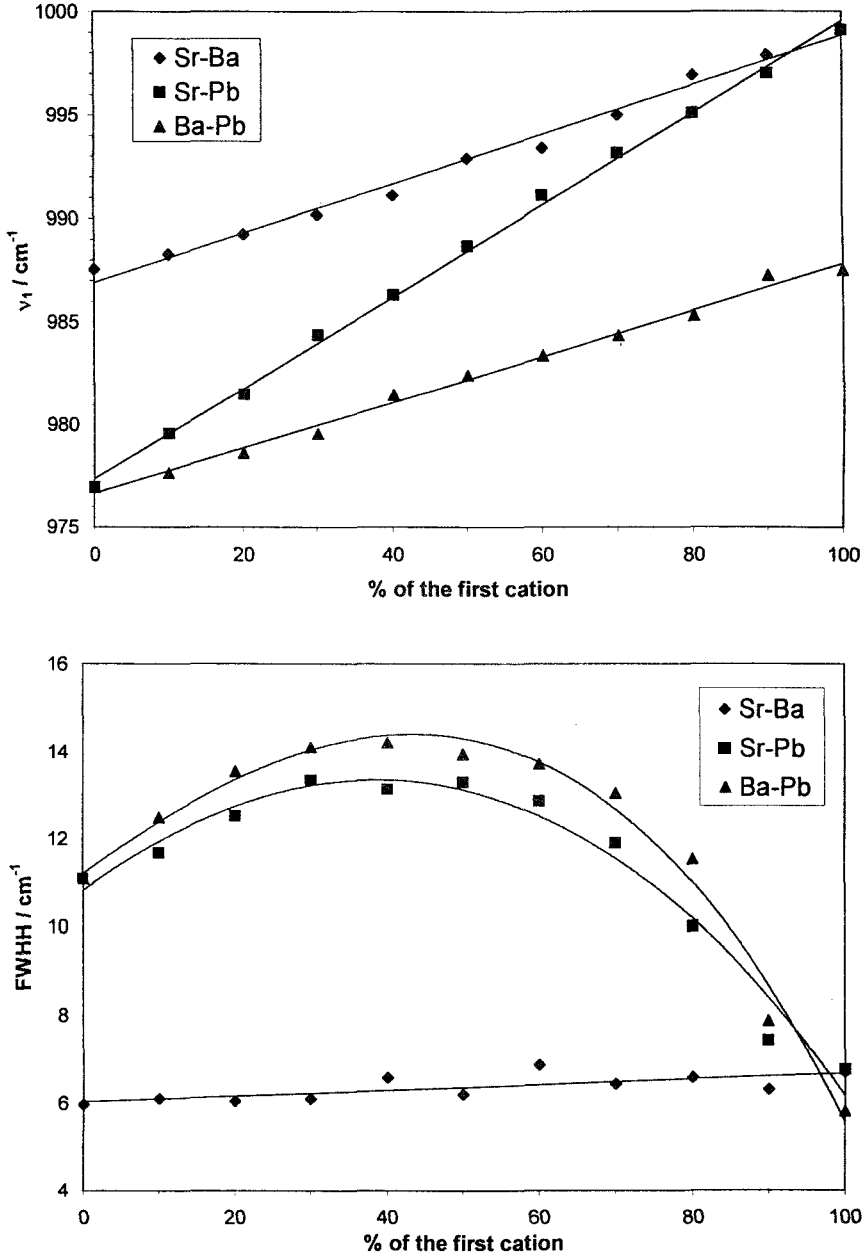 1000
995
990
985
980
975
ν₁ / cm⁻¹
Sr-Ba
Sr-Pb
Ba-Pb
0 20 40 60 80 100
% of the first cation
16
14
12
10
8
6
4
FWHH / cm⁻¹
Sr-Ba
Sr-Pb
Ba-Pb
0 20 40 60 80 100
% of the first cation